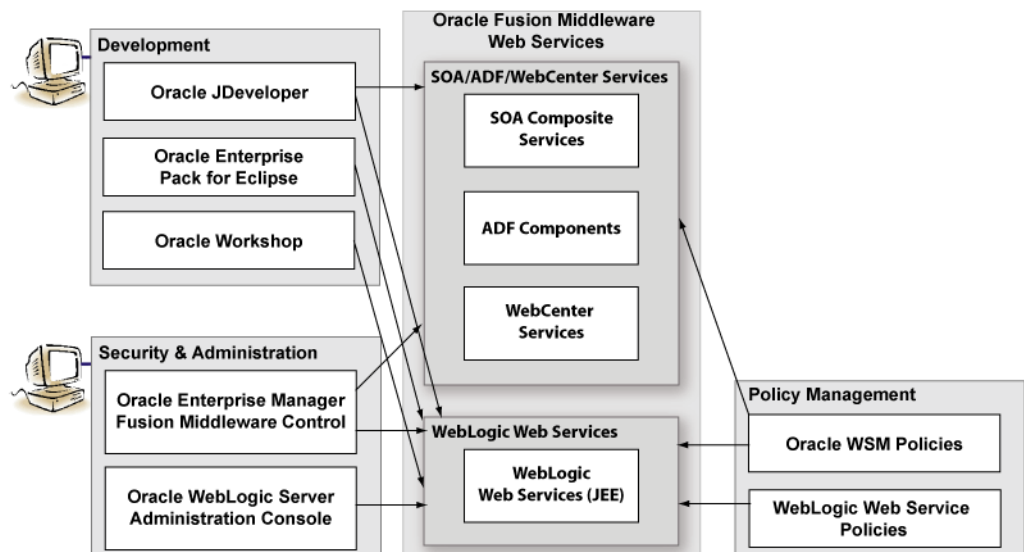 Development
Oracle JDeveloper
Oracle Enterprise
Pack for Eclipse
Oracle Workshop
Security & Administration
Oracle Enterprise Manager
Fusion Middleware Control
Oracle WebLogic Server
Administration Console
Oracle Fusion Middleware
Web Services
SOA/ADF/WebCenter Services
SOA Composite
Services
ADF Components
WebCenter
Services
WebLogic Web Services
WebLogic
Web Services (JEE)
Policy Management
Oracle WSM Policies
WebLogic Web Service
Policies